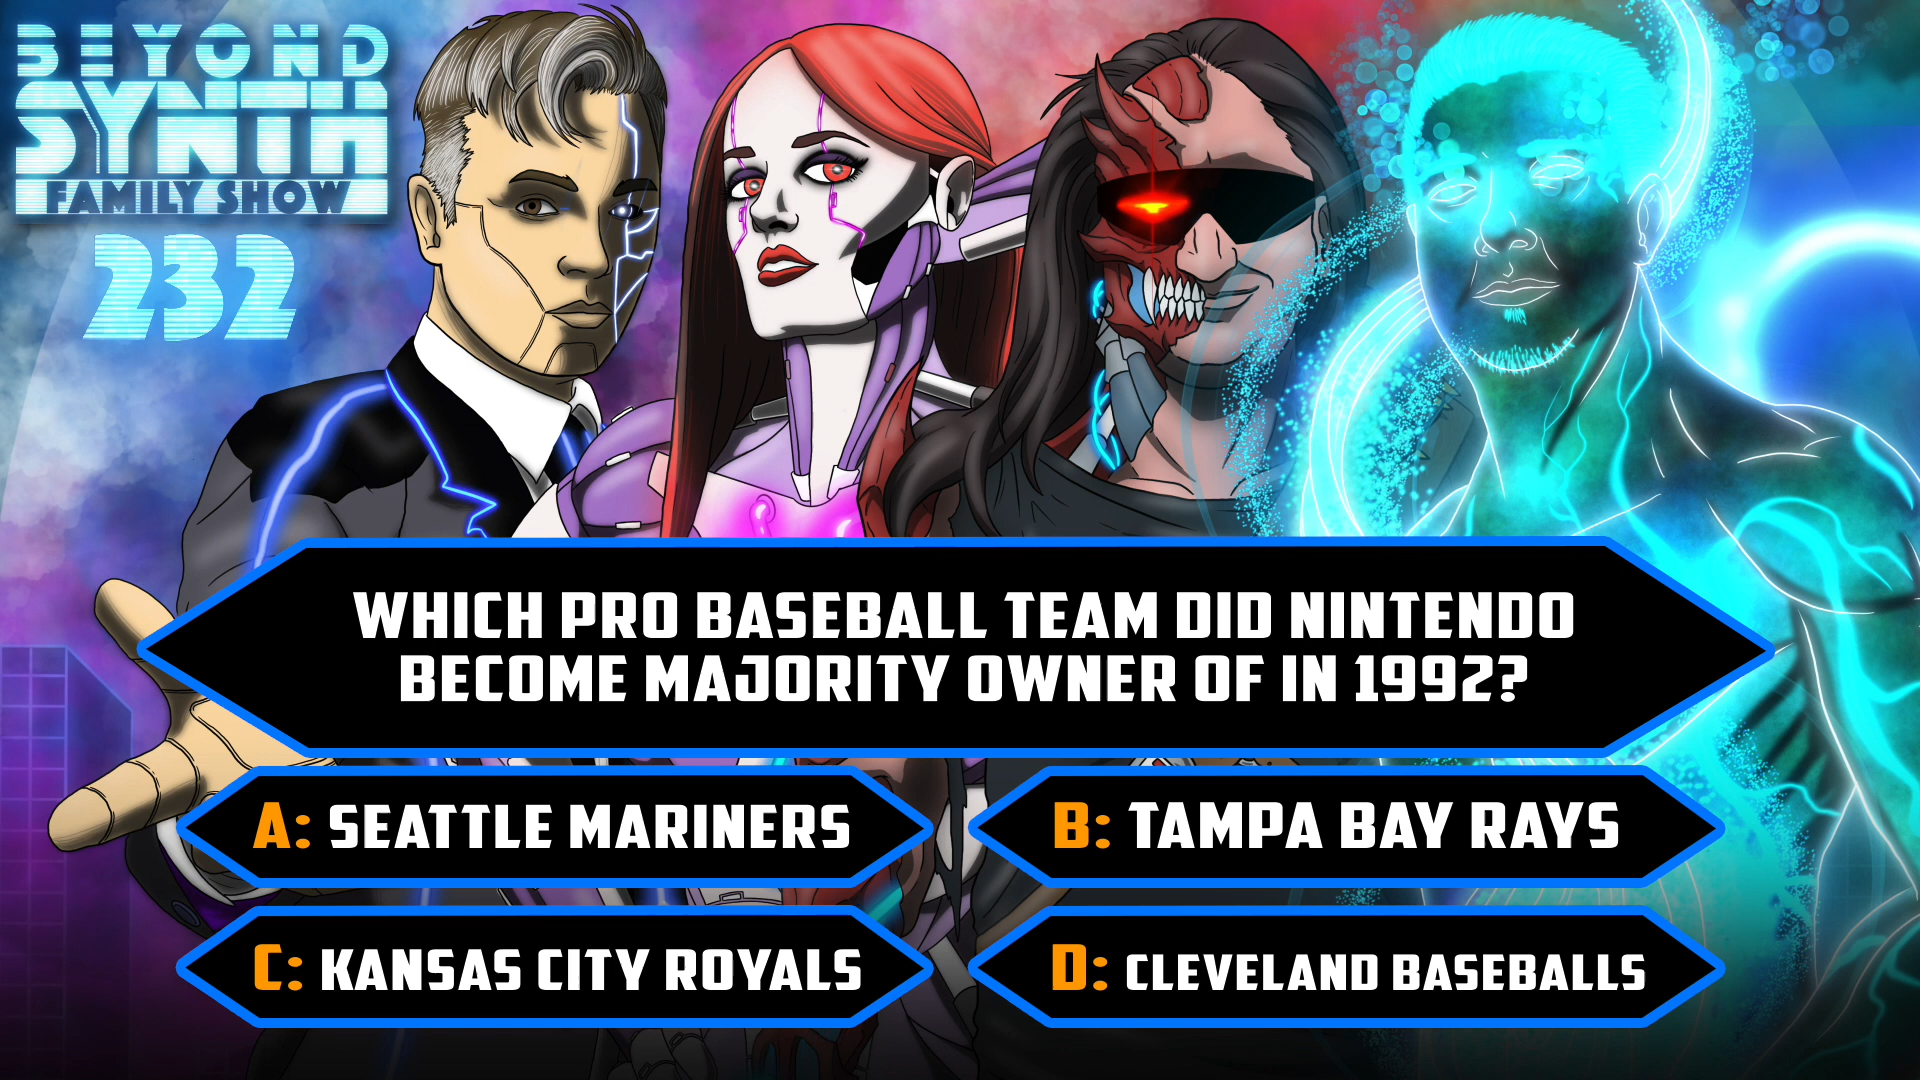 BEYOND
SYNTH
FAMILY SHOW
232
WHICH PRO BASEBALL TEAM DID NINTENDO
BECOME MAJORITY OWNER OF IN 1992?
A: SEATTLE MARINERS
B: TAMPA BAY RAYS
C: KANSAS CITY ROYALS
D: CLEVELAND BASEBALLS